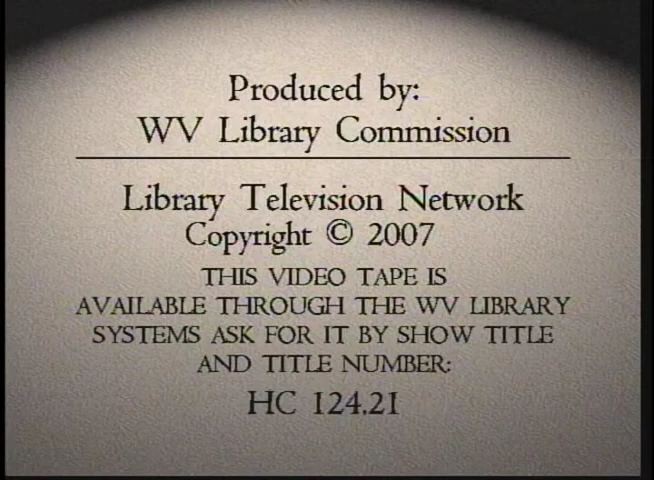 Produced by:
WV Library Commission
Library Television Network
Copyright © 2007
THIS VIDEO TAPE IS
AVAILABLE THROUGH THE WV LIBRARY
SYSTEMS ASK FOR IT BY SHOW TITLE
AND TITLE NUMBER:
HC 124.21